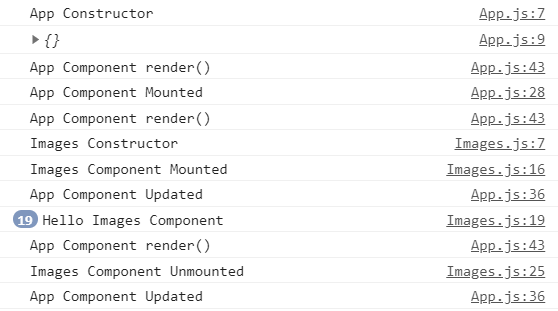 App Constructor App.js:7
▶ {} App.js:9
App Component render() App.js:43
App Component Mounted App.js:28
App Component render() App.js:43
Images Constructor Images.js:7
Images Component Mounted Images.js:16
App Component Updated App.js:36
19 Hello Images Component Images.js:19
App Component render() App.js:43
Images Component Unmounted Images.js:25
App Component Updated App.js:36